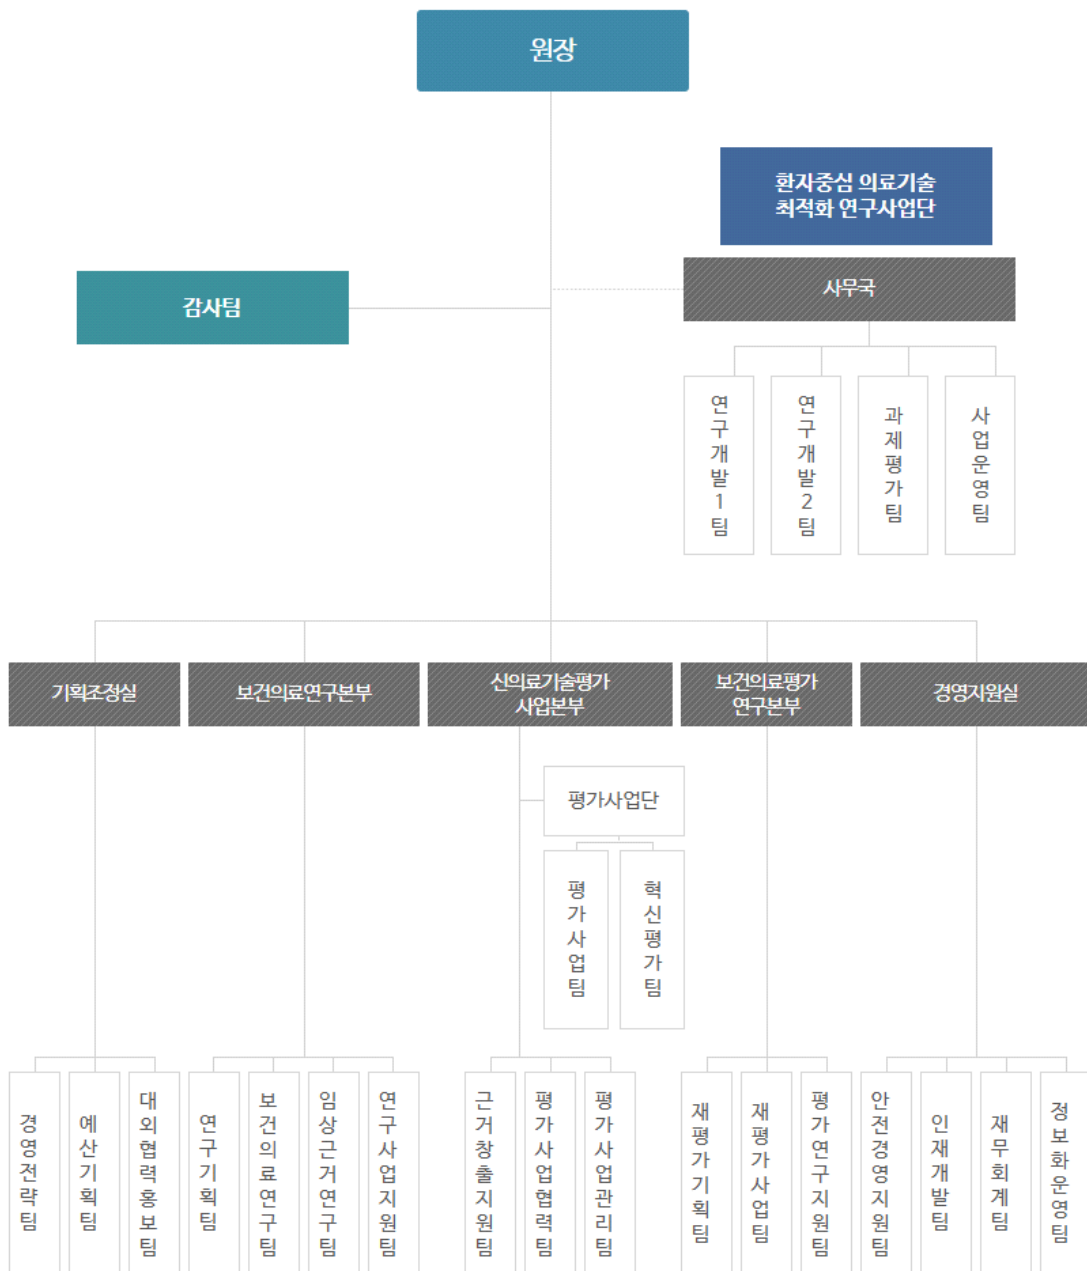 원장
환자중심 의료기술
최적화 연구사업단
감사팀
사무국
연구개발1팀
연구개발2팀
과제평가팀
사업운영팀
기획조정실
보건의료연구본부
신의료기술평가
사업본부
보건의료평가
연구본부
경영지원실
평가사업단
평가사업팀
혁신평가팀
경영전략팀
예산기획팀
대외협력홍보팀
연구기획팀
보건의료연구팀
임상근거연구팀
연구사업지원팀
근거창출지원팀
평가사업협력팀
평가사업관리팀
재평가기획팀
재평가사업팀
평가연구지원팀
안전경영지원팀
인재개발팀
재무회계팀
정보화운영팀